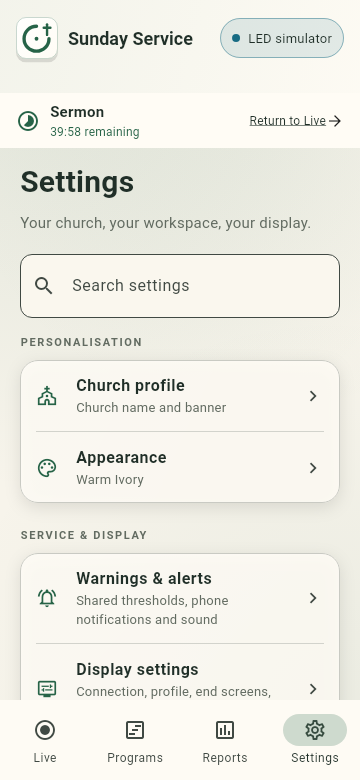 Sunday Service
LED simulator
Sermon
39:58 remaining
Return to Live
Settings
Your church, your workspace, your display.
Search settings
PERSONALISATION
Church profile
Church name and banner
Appearance
Warm Ivory
SERVICE & DISPLAY
Warnings & alerts
Shared thresholds, phone
notifications and sound
Display settings
Connection, profile, end screens,
Live
Programs
Reports
Settings